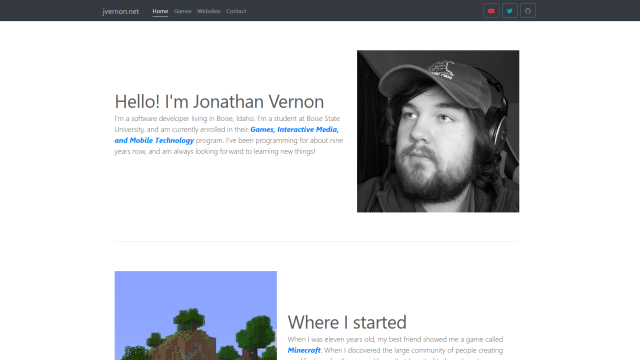 jvernon.net Home Games Websites Contact
Hello! I'm Jonathan Vernon
I'm a software developer living in Boise, Idaho. I'm a student at Boise State
University, and am currently enrolled in their Games, Interactive Media,
and Mobile Technology program. I've been programming for about nine
years now, and am always looking forward to learning new things!
Where I started
When I was eleven years old, my best friend showed me a game called
Minecraft. When I discovered the large community of people creating